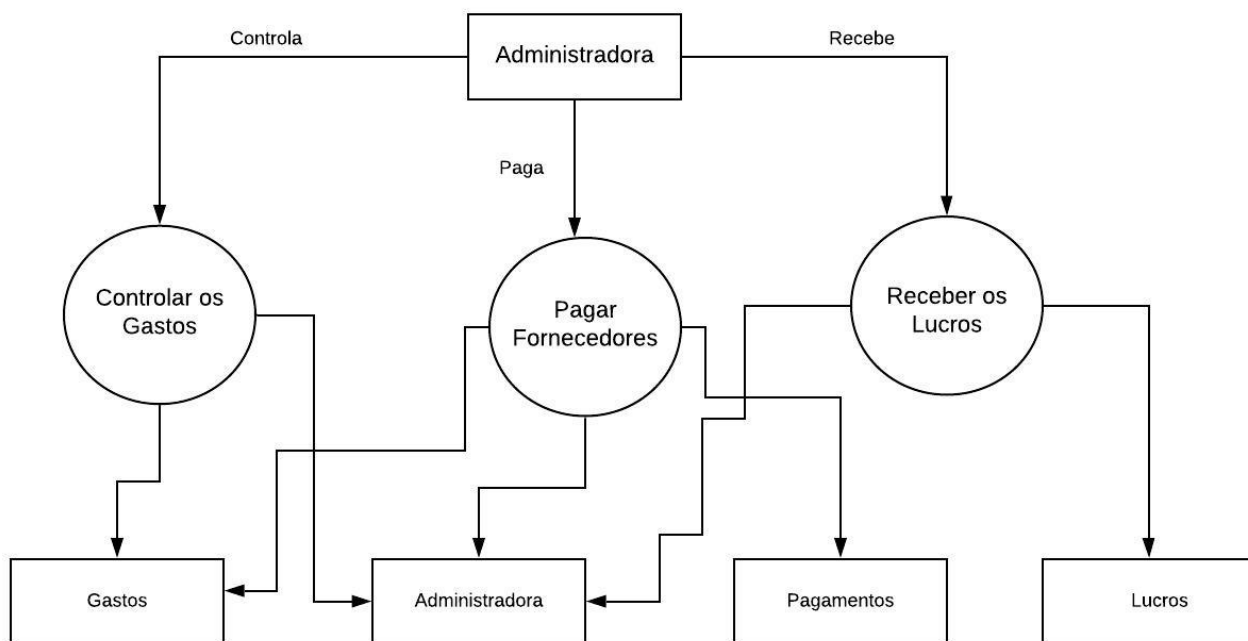 Controla
Administradora
Recebe
Paga
Controlar os
Gastos
Pagar
Fornecedores
Receber os
Lucros
Gastos
Administradora
Pagamentos
Lucros